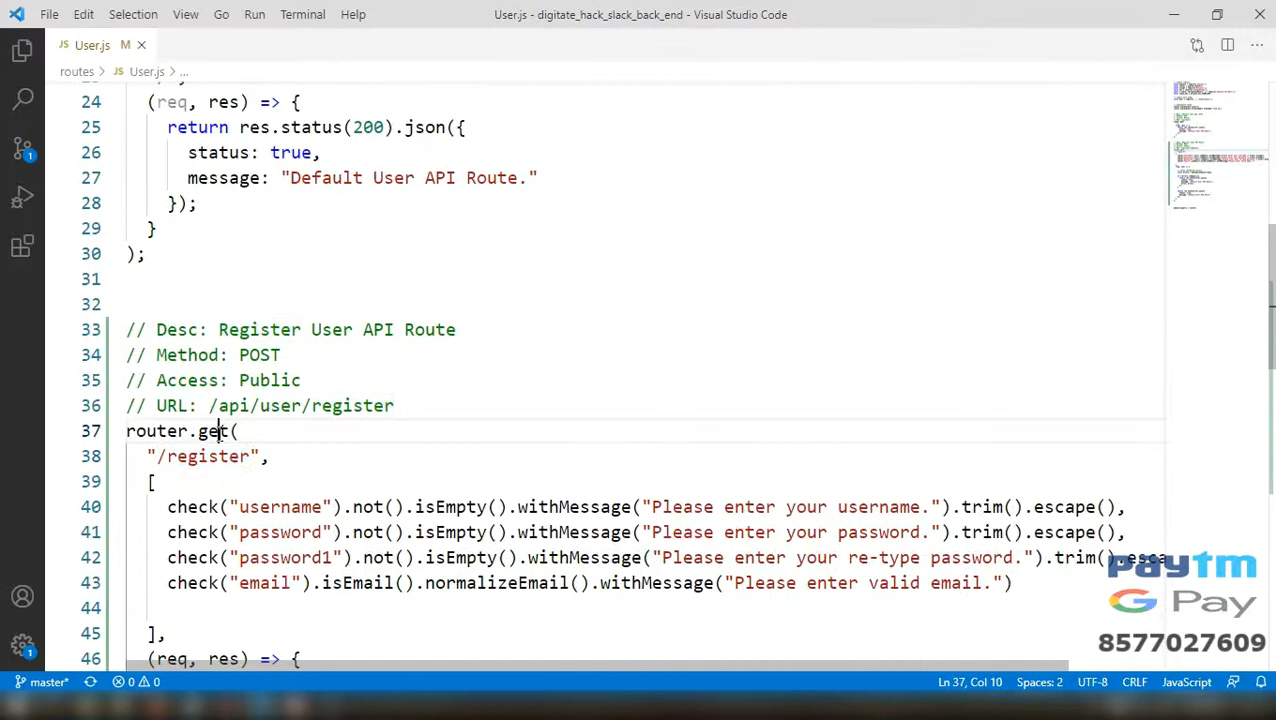 File Edit Selection View Go Run Terminal Help User.js - digitate_hack_slack_back_end - Visual Studio Code
JS User.js M
routes > JS User.js > ...
24 (req, res) => {
25 return res.status(200).json({
26 status: true,
27 message: "Default User API Route."
28 });
29 }
30 );
31
32
33 // Desc: Register User API Route
34 // Method: POST
35 // Access: Public
36 // URL: /api/user/register
37 router.get(
38 "/register",
39 [
40 check("username").not().isEmpty().withMessage("Please enter your username.").trim().escape(),
41 check("password").not().isEmpty().withMessage("Please enter your password.").trim().escape(),
42 check("password1").not().isEmpty().withMessage("Please enter your re-type password.").trim().esca
43 check("email").isEmail().normalizeEmail().withMessage("Please enter valid email.")
44
45 ],
46 (req, res) => {
paytm
G Pay
8577027609
master* 0 0 Ln 37, Col 10 Spaces: 2 UTF-8 CRLF JavaScript